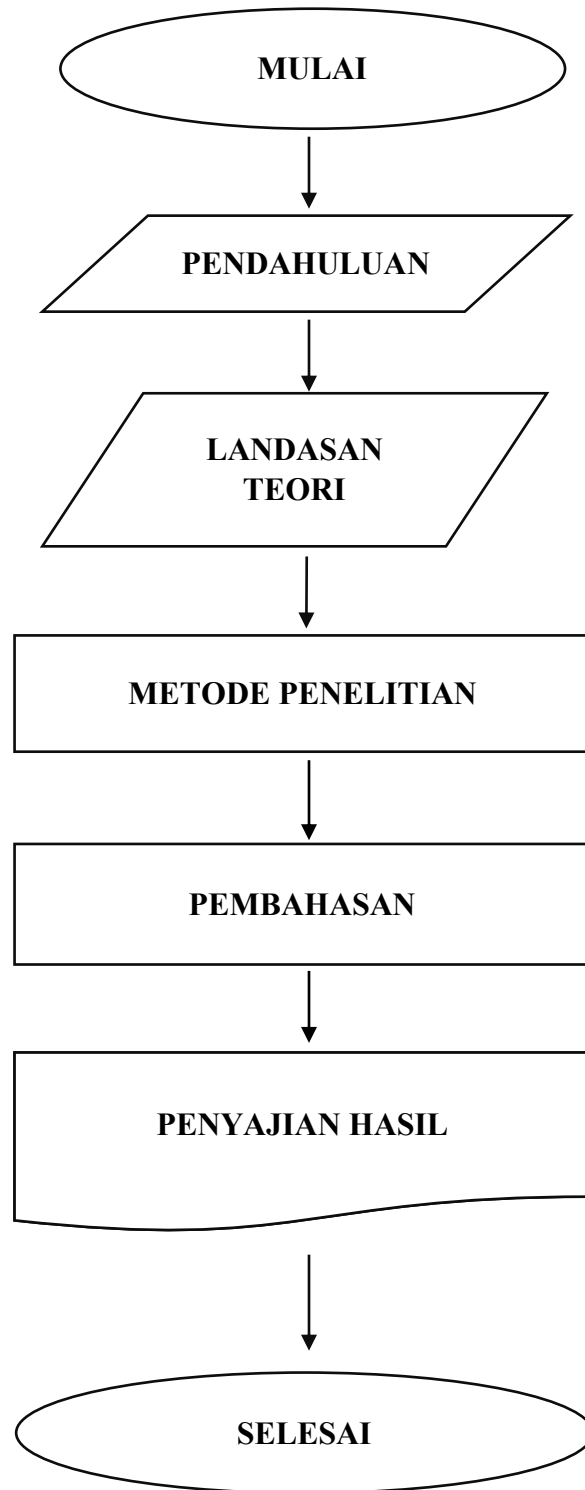 MULAI
PENDAHULUAN
LANDASAN
TEORI
METODE PENELITIAN
PEMBAHASAN
PENYAJIAN HASIL
SELESAI